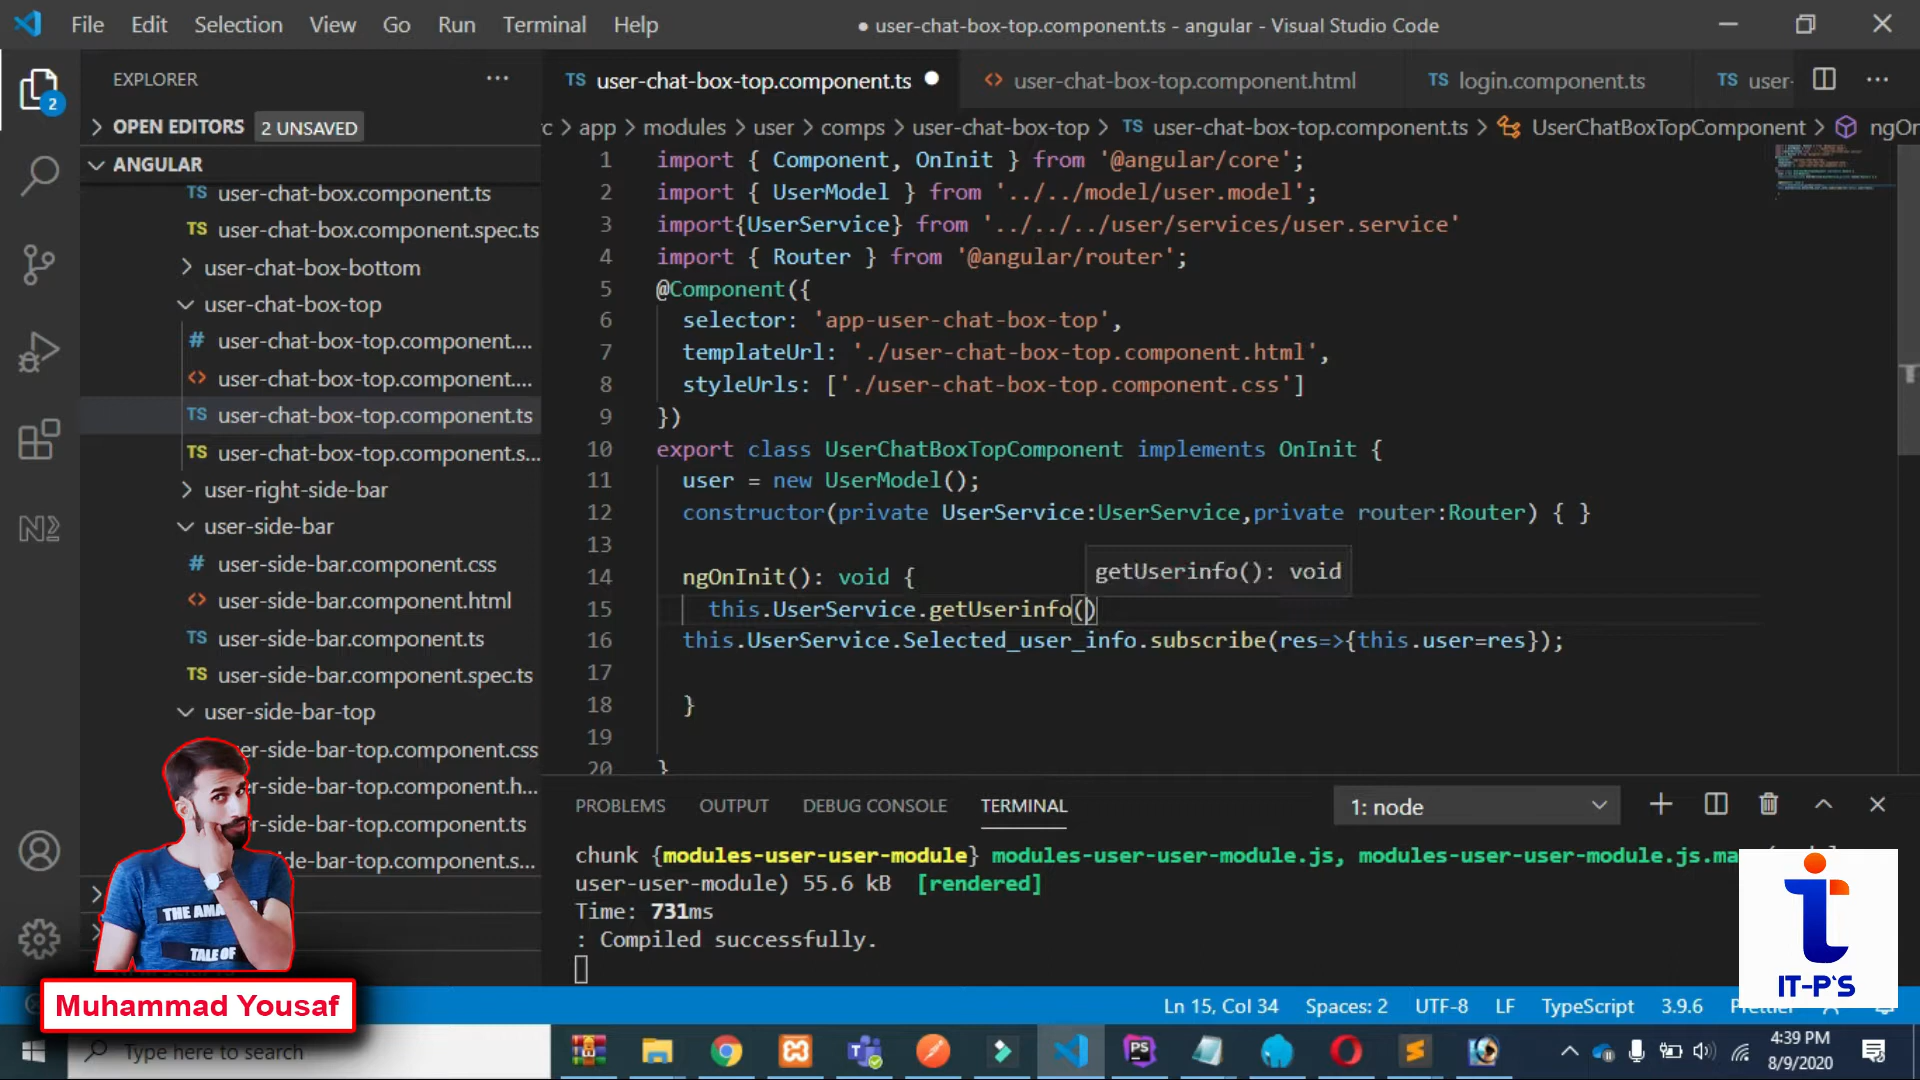 File Edit Selection View Go Run Terminal Help
● user-chat-box-top.component.ts - angular - Visual Studio Code
EXPLORER
OPEN EDITORS 2 UNSAVED
ANGULAR
TS user-chat-box.component.ts
TS user-chat-box.component.spec.ts
user-chat-box-bottom
user-chat-box-top
# user-chat-box-top.component....
<> user-chat-box-top.component....
TS user-chat-box-top.component.ts
TS user-chat-box-top.component.s...
user-right-side-bar
user-side-bar
# user-side-bar.component.css
<> user-side-bar.component.html
TS user-side-bar.component.ts
TS user-side-bar.component.spec.ts
user-side-bar-top
er-side-bar-top.component.css
er-side-bar-top.component.h...
-side-bar-top.component.ts
de-bar-top.component.s...
2
TS user-chat-box-top.component.ts ●
<> user-chat-box-top.component.html
TS login.component.ts
TS user-
c > app > modules > user > comps > user-chat-box-top > TS user-chat-box-top.component.ts > UserChatBoxTopComponent > ngOn
1 import { Component, OnInit } from '@angular/core';
2 import { UserModel } from '../../model/user.model';
3 import{UserService} from '../../../user/services/user.service'
4 import { Router } from '@angular/router';
5 @Component({
6 selector: 'app-user-chat-box-top',
7 templateUrl: './user-chat-box-top.component.html',
8 styleUrls: ['./user-chat-box-top.component.css']
9 })
10 export class UserChatBoxTopComponent implements OnInit {
11 user = new UserModel();
12 constructor(private UserService:UserService,private router:Router) { }
13
getUserinfo(): void
14 ngOnInit(): void {
15 this.UserService.getUserinfo()
16 this.UserService.Selected_user_info.subscribe(res=>{this.user=res});
17
18 }
19
20 }
PROBLEMS OUTPUT DEBUG CONSOLE TERMINAL 1: node
chunk {modules-user-user-module} modules-user-user-module.js, modules-user-user-module.js.ma
user-user-module) 55.6 kB [rendered]
Time: 731ms
: Compiled successfully.
THE AMA
TALE OF
Muhammad Yousaf
IT-P'S
Ln 15, Col 34 Spaces: 2 UTF-8 LF TypeScript 3.9.6 Prettier
Type here to search
PS
4:39 PM
8/9/2020